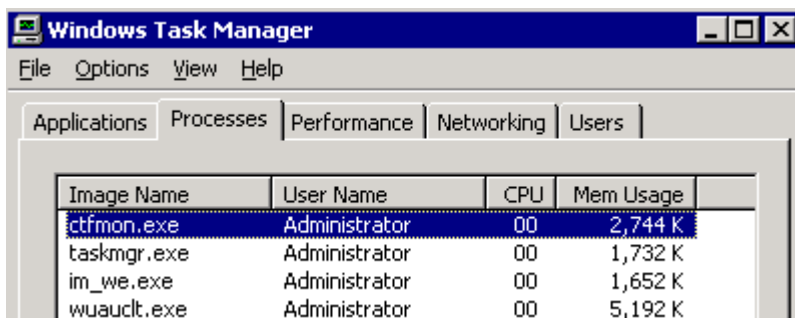 Windows Task Manager
File Options View Help
Applications Processes Performance Networking Users
Image Name User Name CPU Mem Usage
ctfmon.exe Administrator 00 2,744 K
taskmgr.exe Administrator 00 1,732 K
im_we.exe Administrator 00 1,652 K
wuauclt.exe Administrator 00 5,192 K